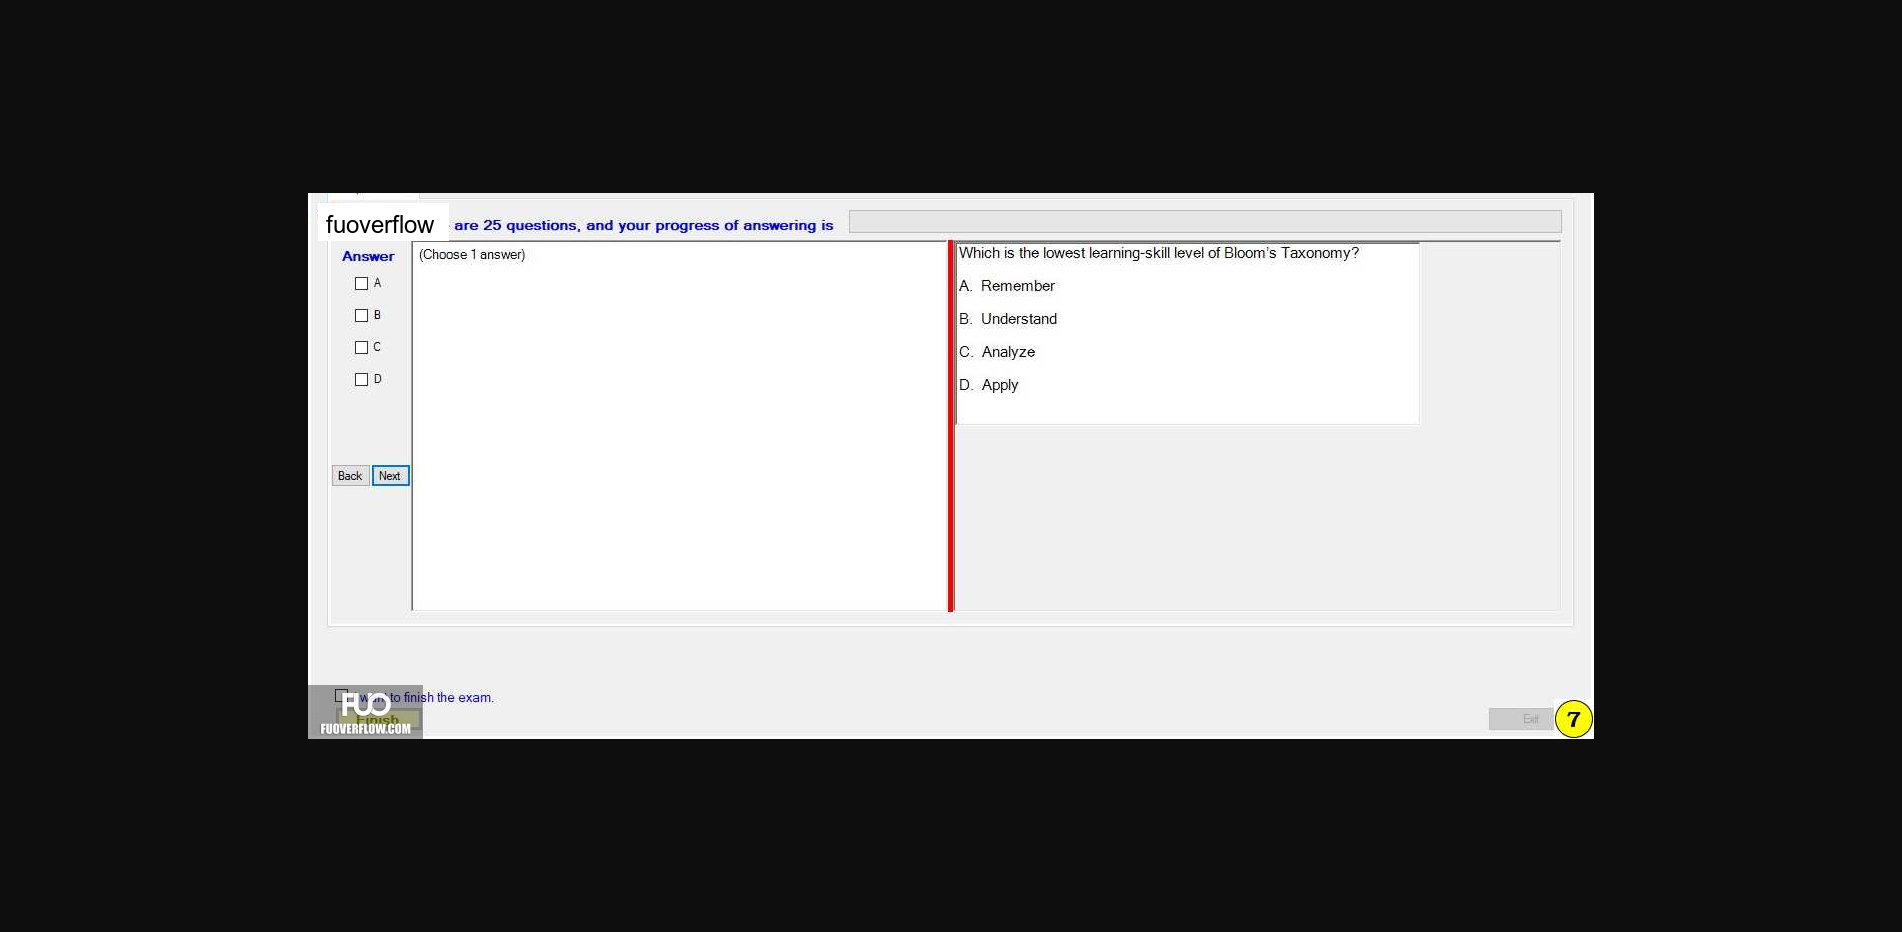 fuoverflow are 25 questions, and your progress of answering is
Answer
(Choose 1 answer)
A
B
C
D
Back Next
Which is the lowest learning-skill level of Bloom's Taxonomy?
A. Remember
B. Understand
C. Analyze
D. Apply
want to finish the exam.
Finish
FUO
FUOVERFLOW.COM
Exit
7